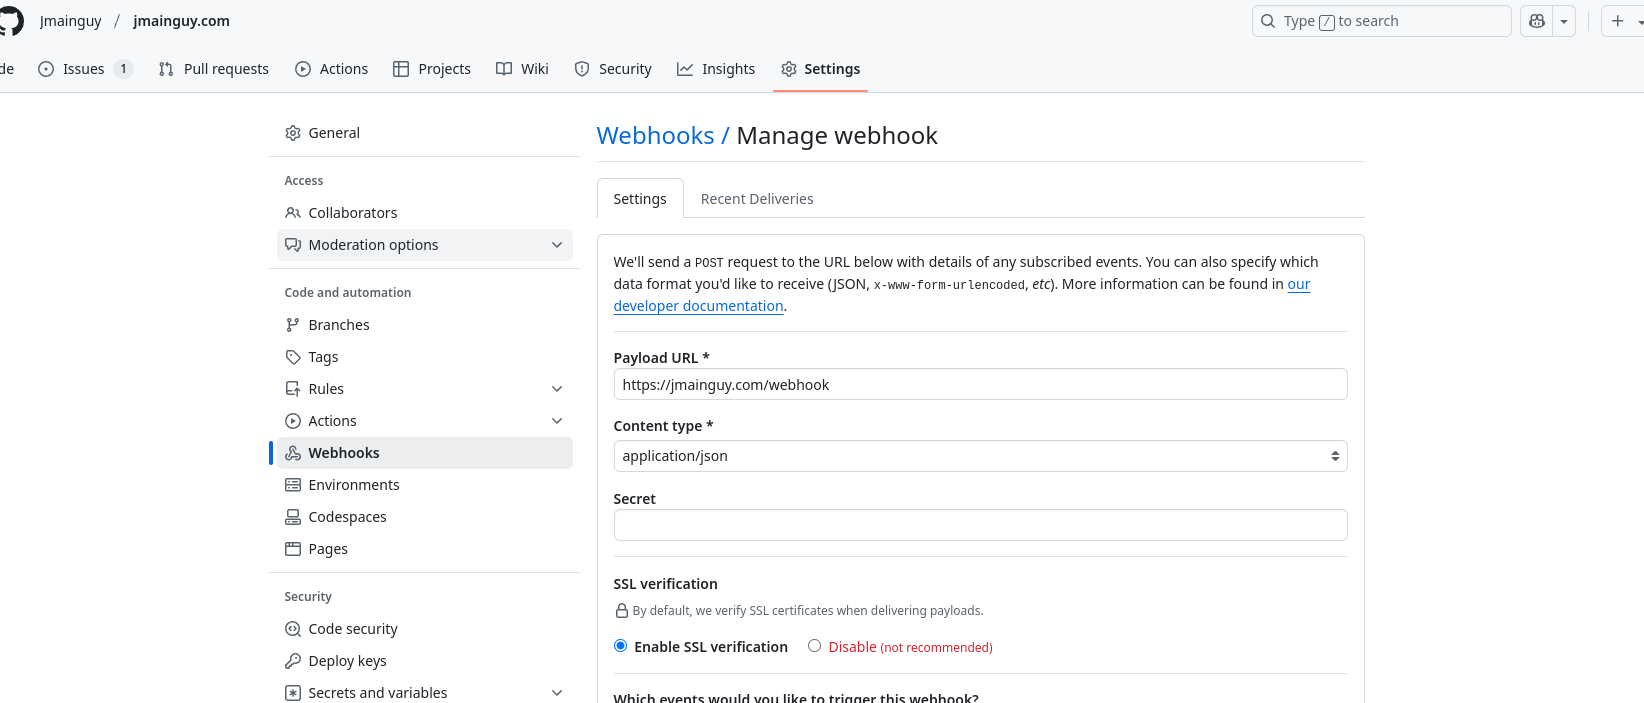 Jmainguy / jmainguy.com
Type / to search
de Issues 1 Pull requests Actions Projects Wiki Security Insights Settings
General
Access
Collaborators
Moderation options
Code and automation
Branches
Tags
Rules
Actions
Webhooks
Environments
Codespaces
Pages
Security
Code security
Deploy keys
Secrets and variables
Webhooks / Manage webhook
Settings Recent Deliveries
We'll send a POST request to the URL below with details of any subscribed events. You can also specify which
data format you'd like to receive (JSON, x-www-form-urlencoded, etc). More information can be found in our
developer documentation.
Payload URL *
https://jmainguy.com/webhook
Content type *
application/json
Secret
SSL verification
By default, we verify SSL certificates when delivering payloads.
Enable SSL verification Disable (not recommended)
Which events would you like to trigger this webhook?